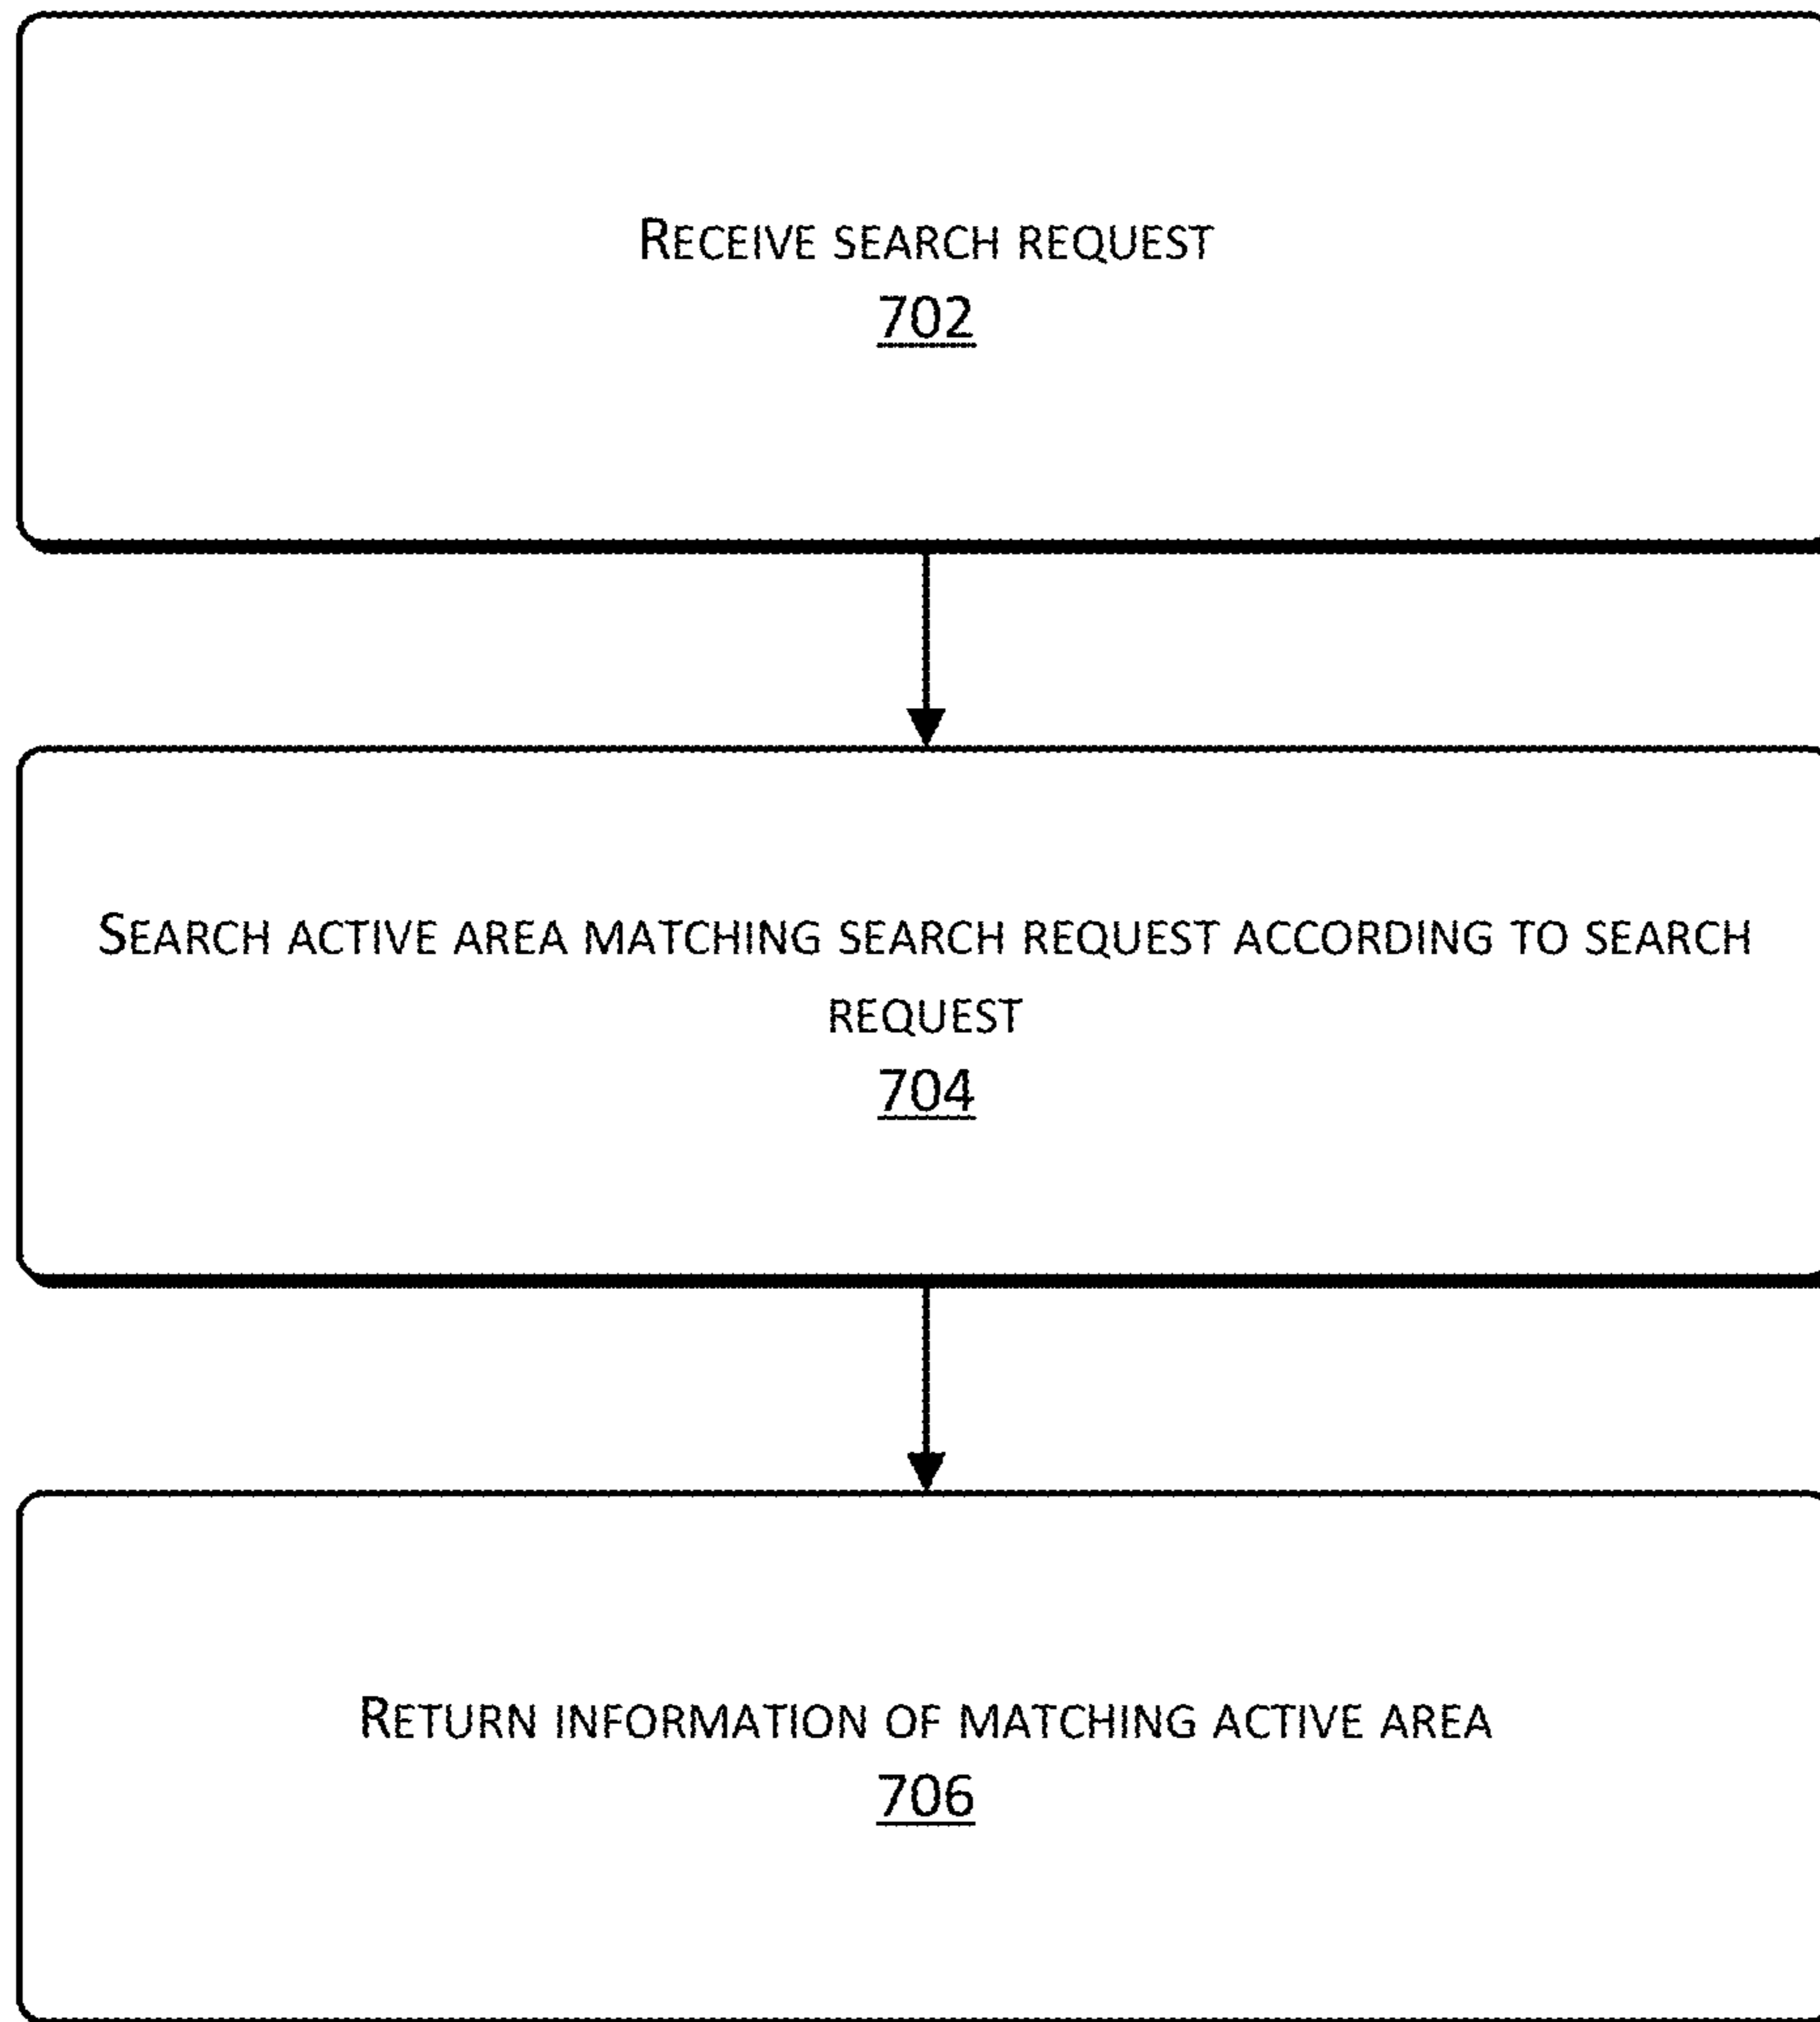 RECEIVE SEARCH REQUEST
702
SEARCH ACTIVE AREA MATCHING SEARCH REQUEST ACCORDING TO SEARCH
REQUEST
704
RETURN INFORMATION OF MATCHING ACTIVE AREA
706